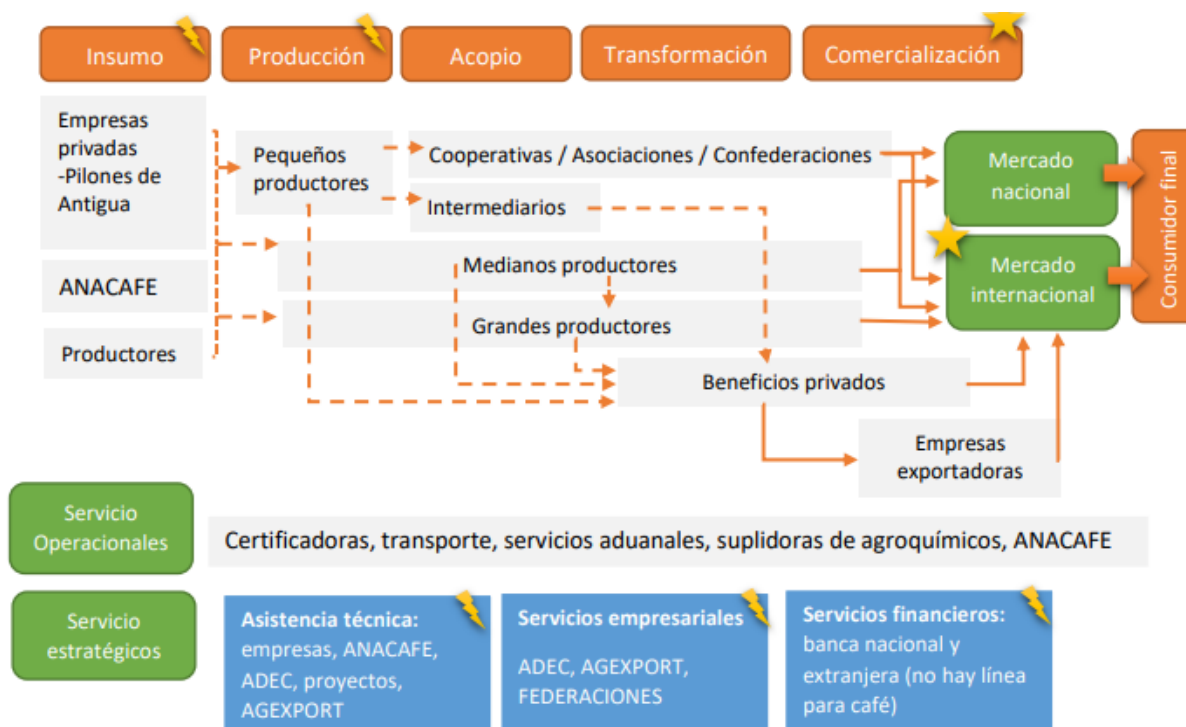 Insumo
Producción
Acopio
Transformación
Comercialización
Empresas
privadas
-Pilones de
Antigua
ANACAFE
Productores
Pequeños
productores
Cooperativas / Asociaciones / Confederaciones
Intermediarios
Medianos productores
Grandes productores
Beneficios privados
Empresas
exportadoras
Mercado
nacional
Mercado
internacional
Consumidor final
Servicio
Operacionales
Certificadoras, transporte, servicios aduanales, suplidoras de agroquímicos, ANACAFE
Servicio
estratégicos
Asistencia técnica:
empresas, ANACAFE,
ADEC, proyectos,
AGEXPORT
Servicios empresariales
ADEC, AGEXPORT,
FEDERACIONES
Servicios financieros:
banca nacional y
extranjera (no hay línea
para café)